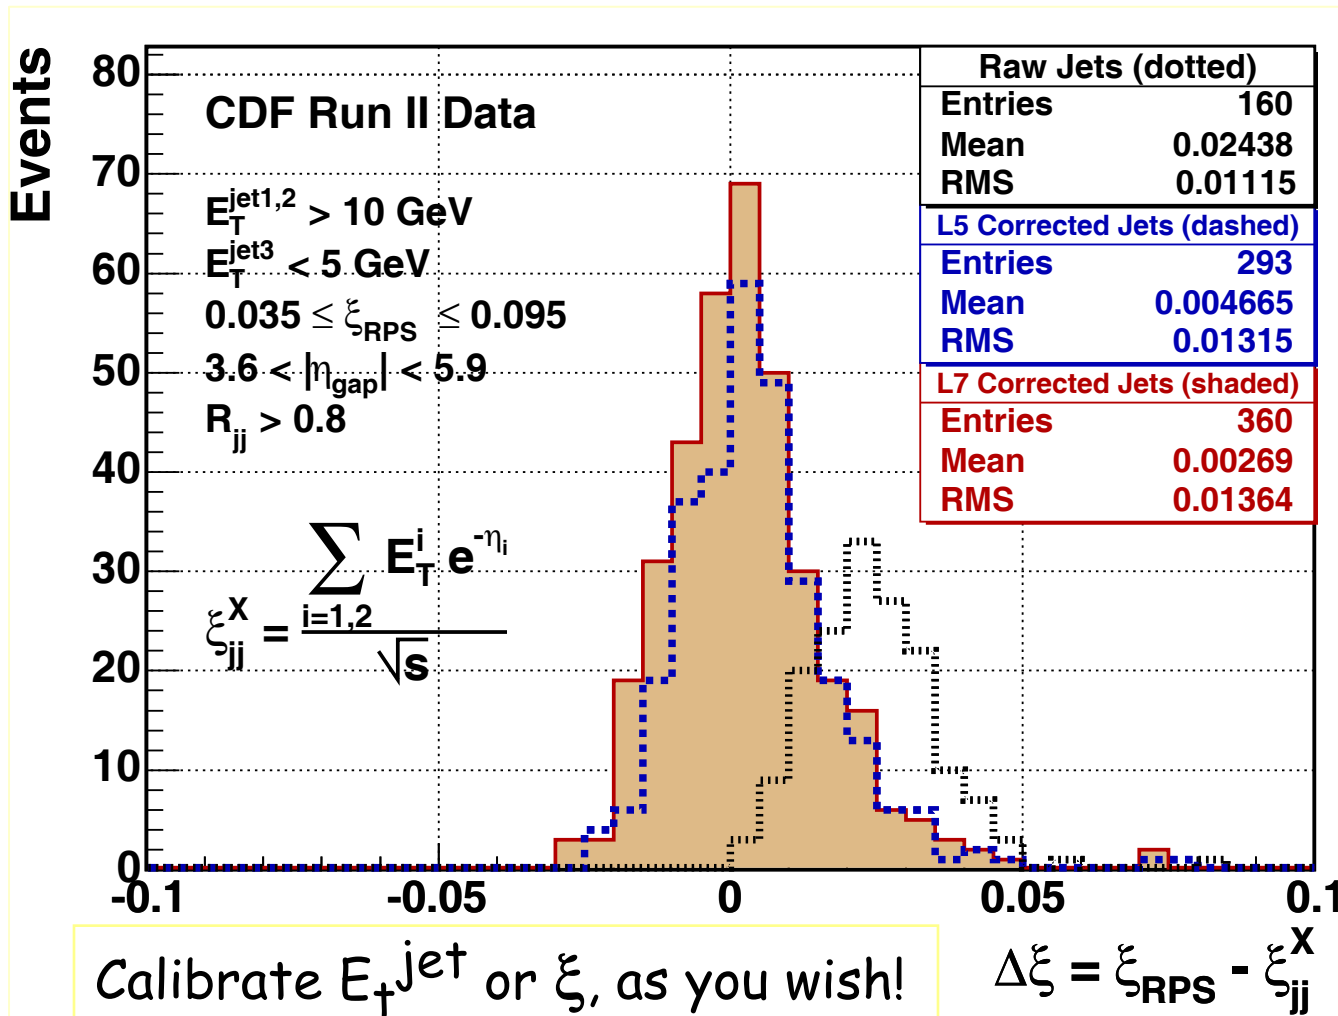 Events
80
70
60
50
40
30
20
10
0
CDF Run II Data
E_T^jet1,2 > 10 GeV
E_T^jet3 < 5 GeV
0.035 ≤ ξ_RPS ≤ 0.095
3.6 < |η_gap| < 5.9
R_jj > 0.8
ξ_jj^X = ∑_i=1,2 E_T^i e^-η_i / √s
Raw Jets (dotted)
Entries 160
Mean 0.02438
RMS 0.01115
L5 Corrected Jets (dashed)
Entries 293
Mean 0.004665
RMS 0.01315
L7 Corrected Jets (shaded)
Entries 360
Mean 0.00269
RMS 0.01364
-0.1 -0.05 0 0.05 0.1
Calibrate E_t^jet or ξ, as you wish!
Δξ = ξ_RPS - ξ_jj^X